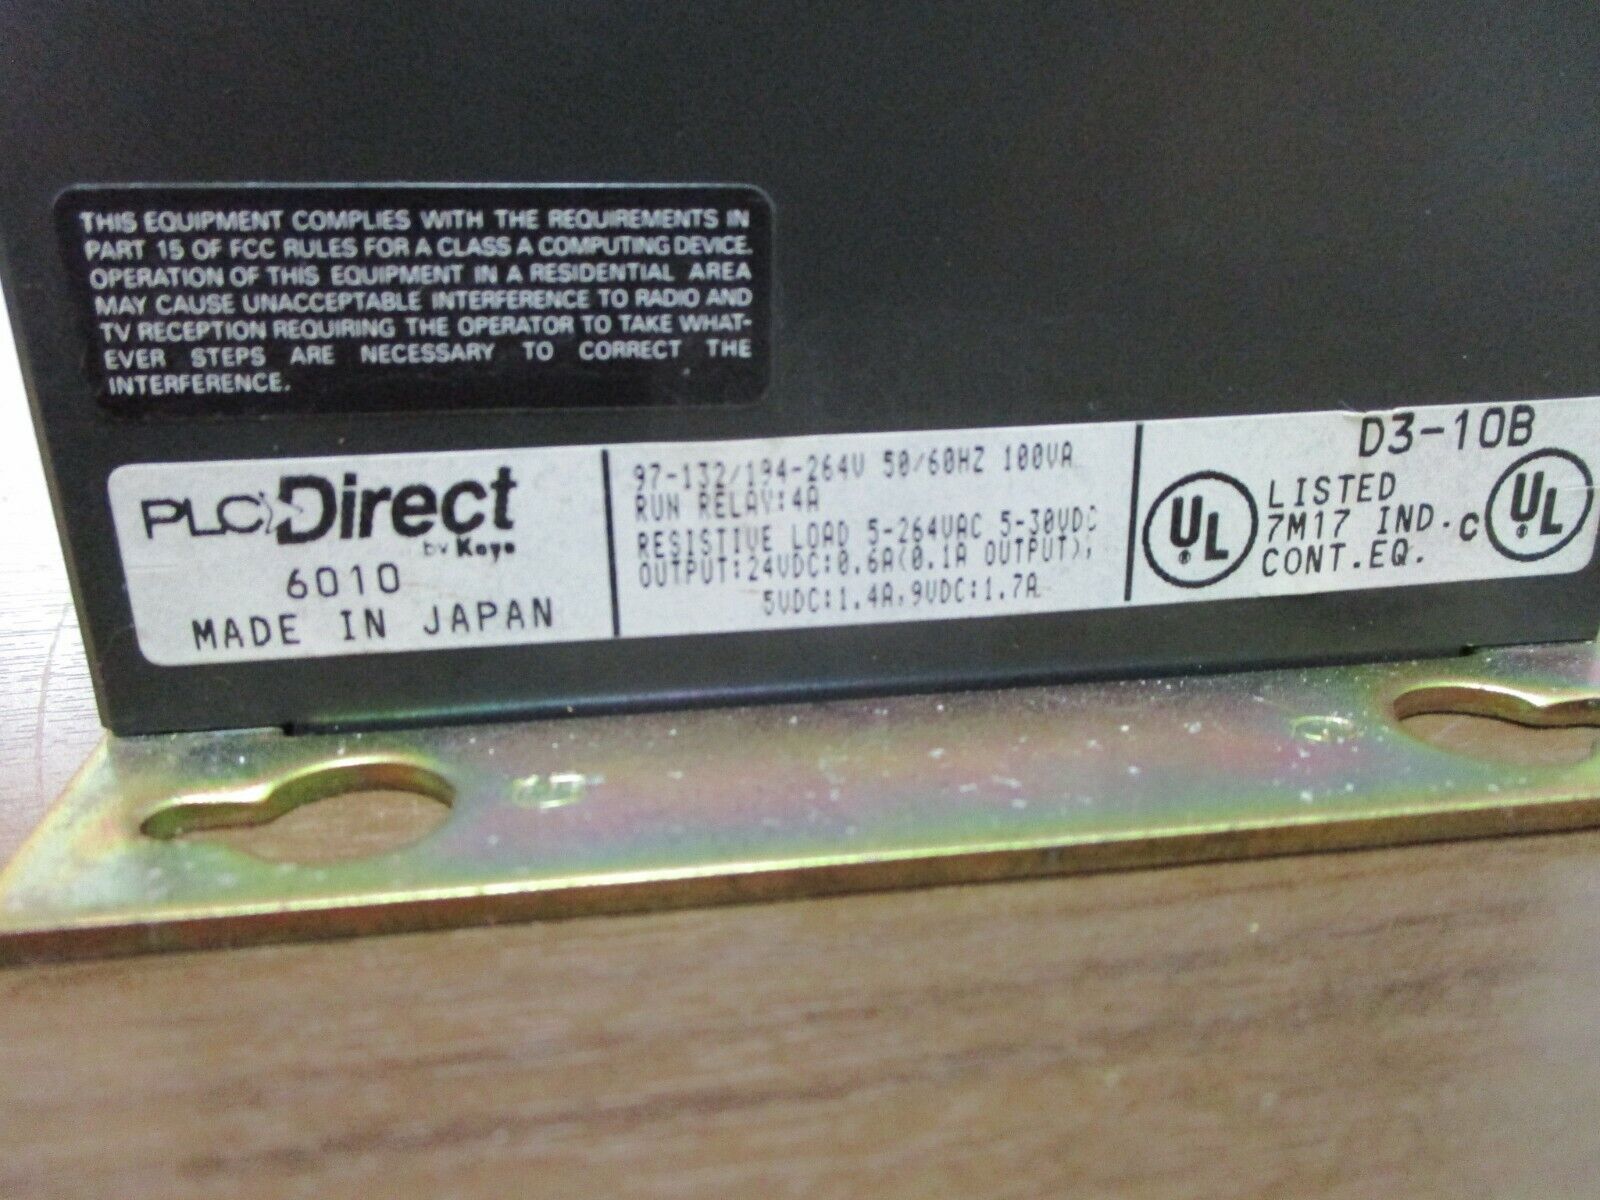 THIS EQUIPMENT COMPLIES WITH THE REQUIREMENTS IN
PART 15 OF FCC RULES FOR A CLASS A COMPUTING DEVICE.
OPERATION OF THIS EQUIPMENT IN A RESIDENTIAL AREA
MAY CAUSE UNACCEPTABLE INTERFERENCE TO RADIO AND
TV RECEPTION REQUIRING THE OPERATOR TO TAKE WHAT-
EVER STEPS ARE NECESSARY TO CORRECT THE
INTERFERENCE.
PLC Direct
by Koyo
6010
MADE IN JAPAN
97-132/194-264V 50/60HZ 100VA
RUN RELAY:4A
RESISTIVE LOAD 5-264VAC 5-30VDC
OUTPUT:24VDC:0.6A(0.1A OUTPUT),
5VDC:1.4A,9VDC:1.7A
D3-10B
UL
LISTED
7M17 IND.
CONT.EQ.
C UL